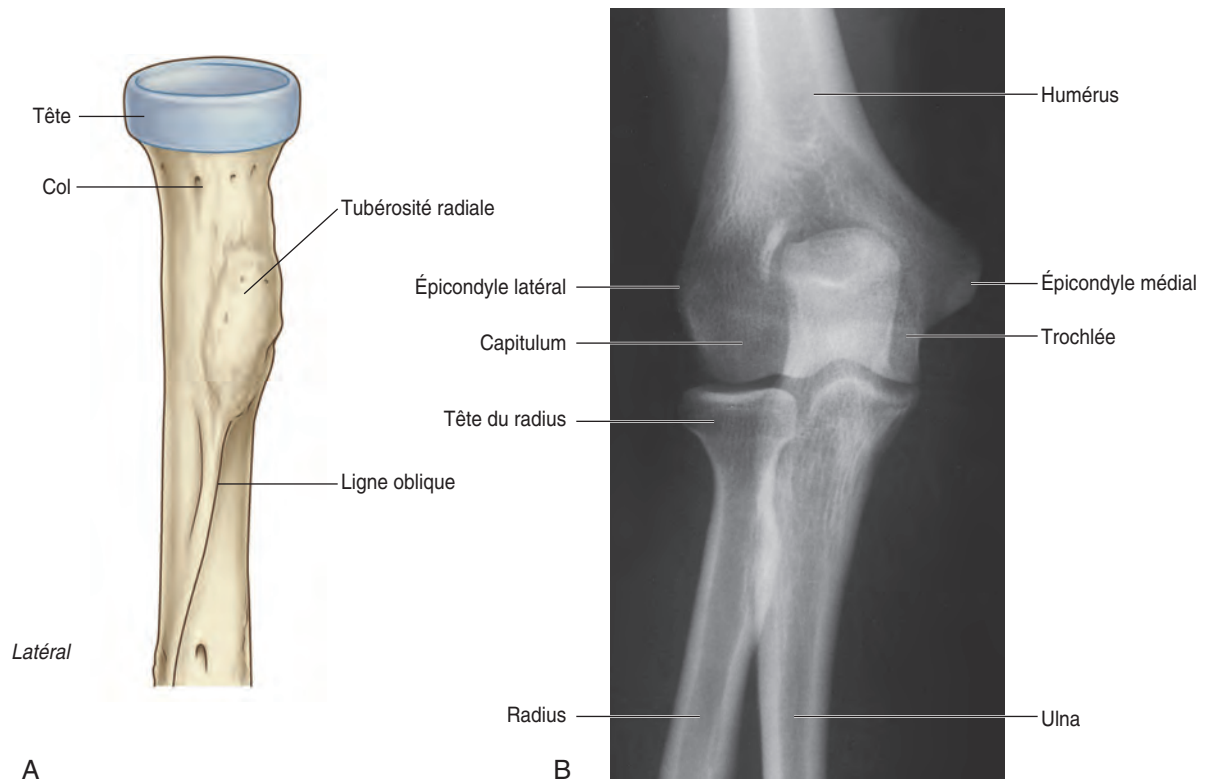 Tête
Col
Tubérosité radiale
Ligne oblique
Latéral
A
Humérus
Épicondyle latéral
Épicondyle médial
Capitulum
Trochlée
Tête du radius
Radius
Ulna
B